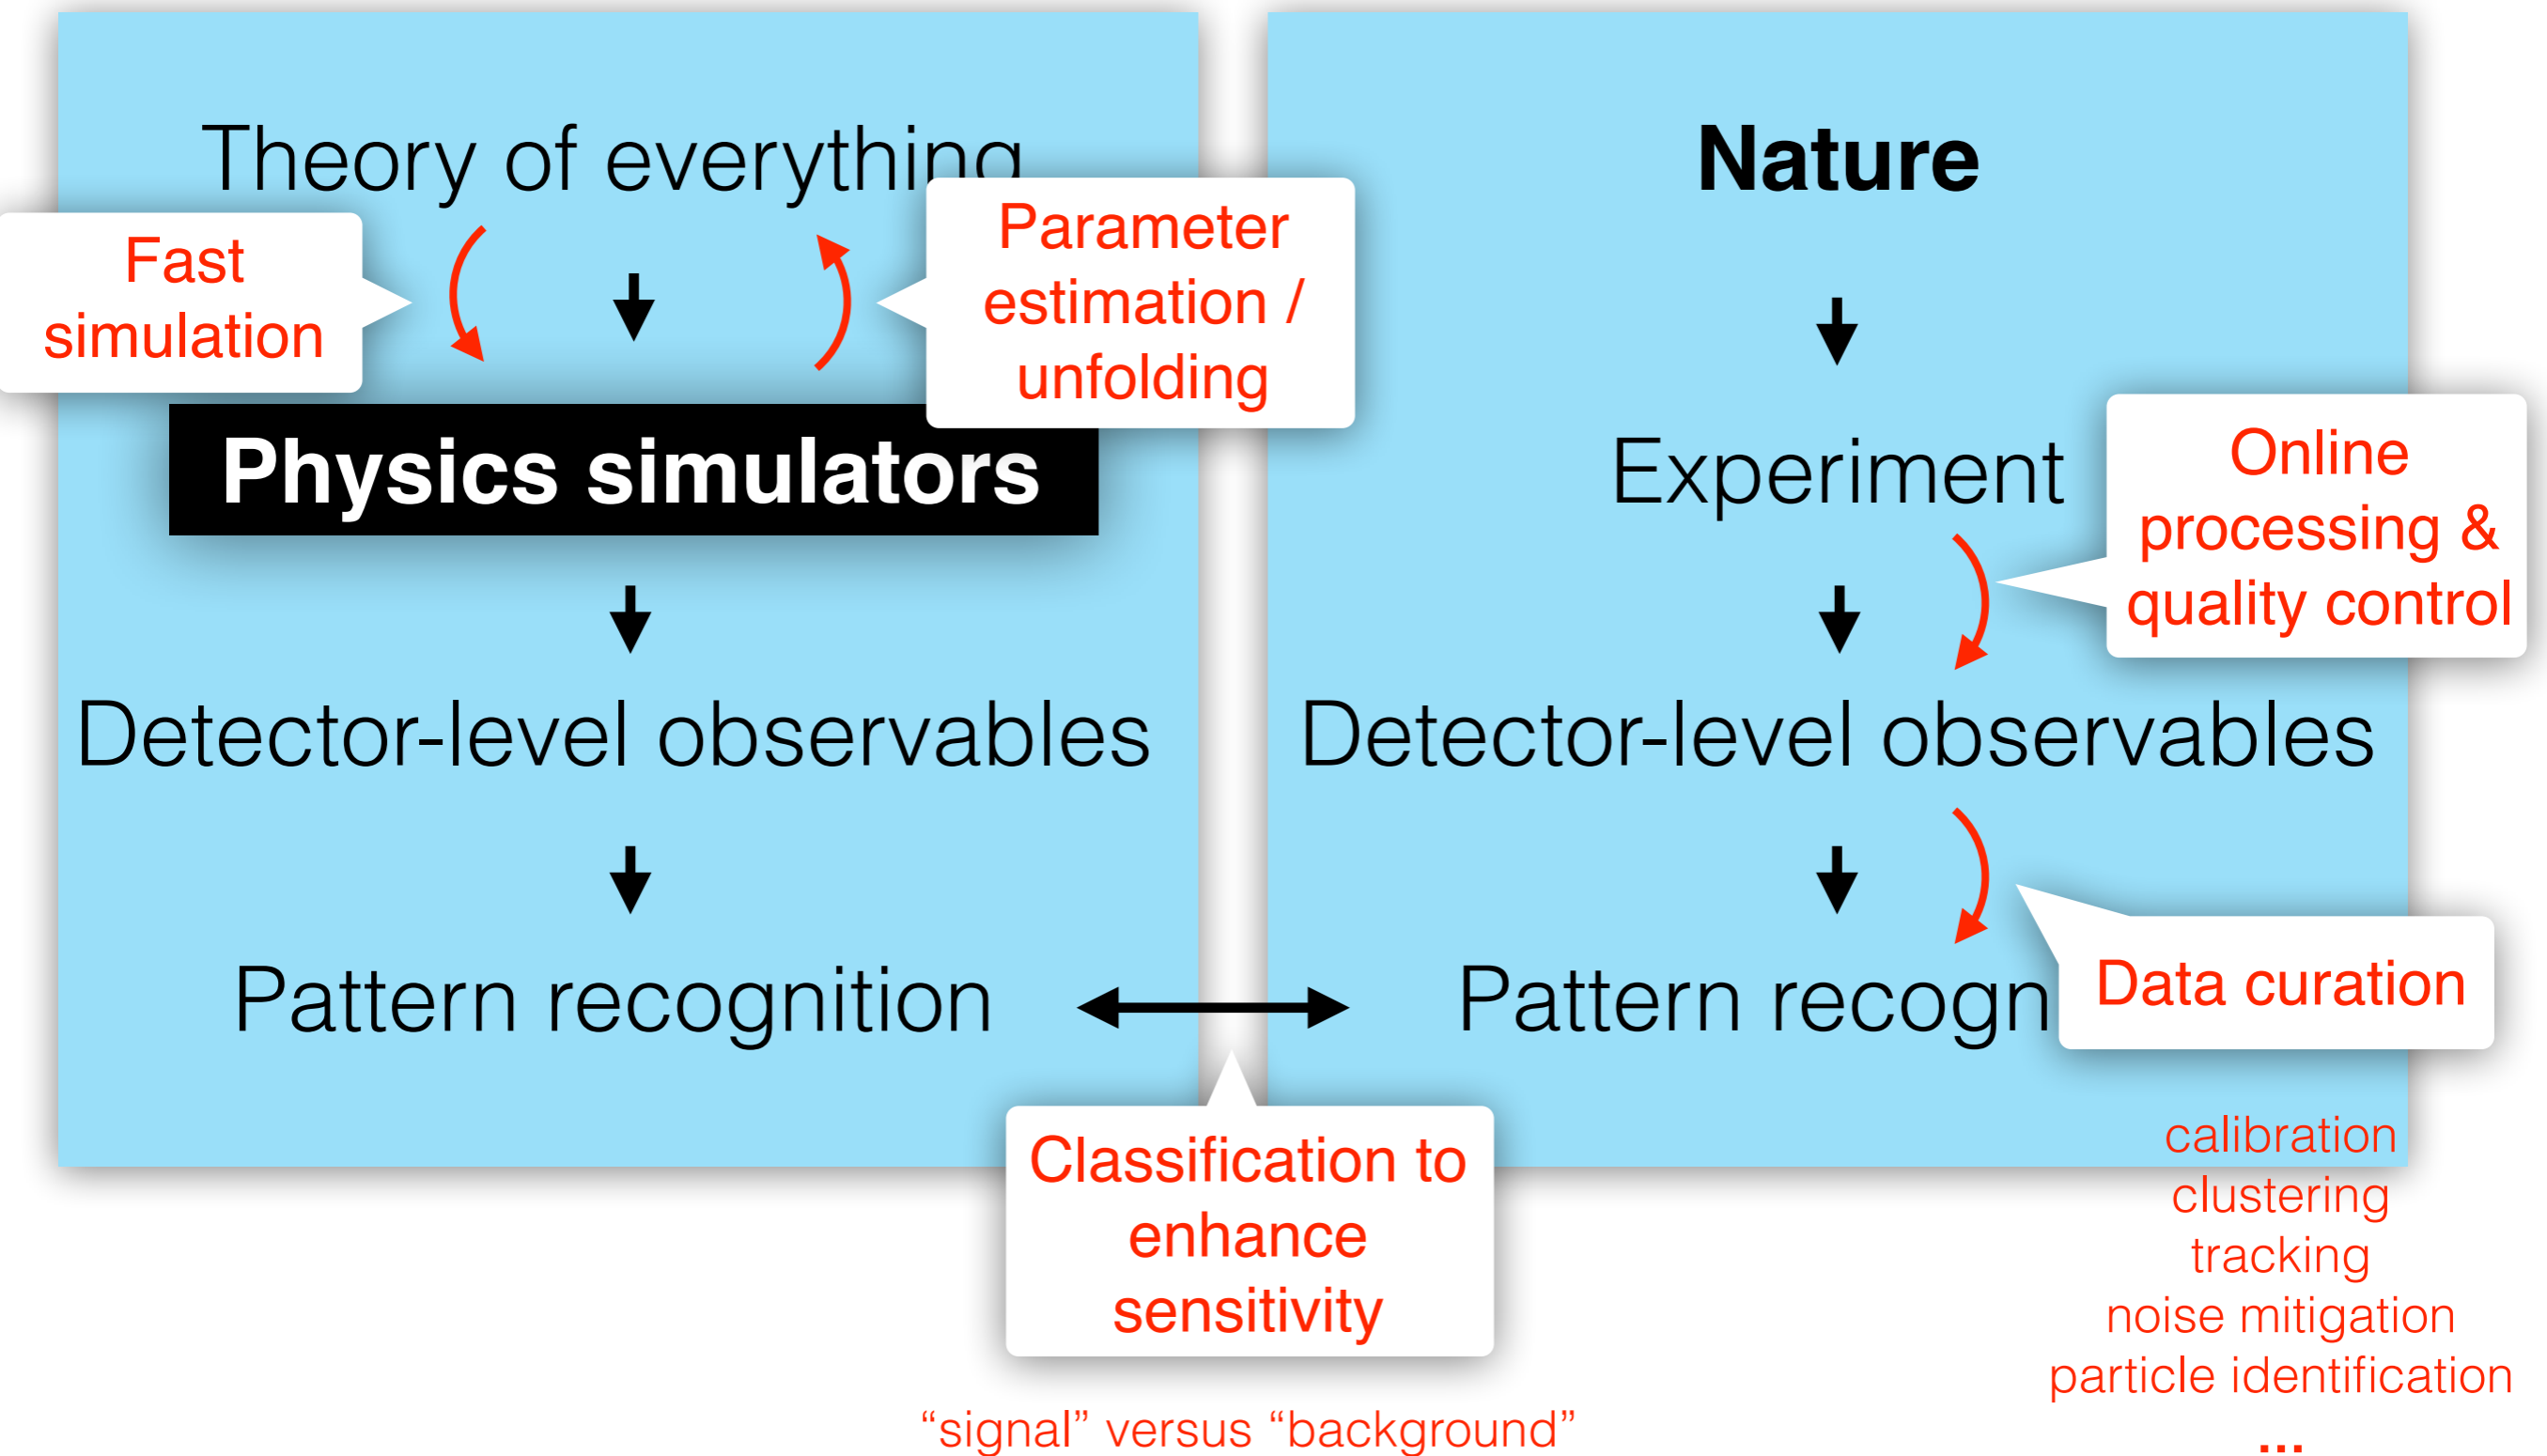 Theory of everything
Fast
simulation
Parameter
estimation /
unfolding
Physics simulators
Detector-level observables
Pattern recognition
Nature
Experiment
Online
processing &
quality control
Detector-level observables
Pattern recogn
Data curation
Classification to
enhance
sensitivity
“signal” versus “background”
calibration
clustering
tracking
noise mitigation
particle identification
...